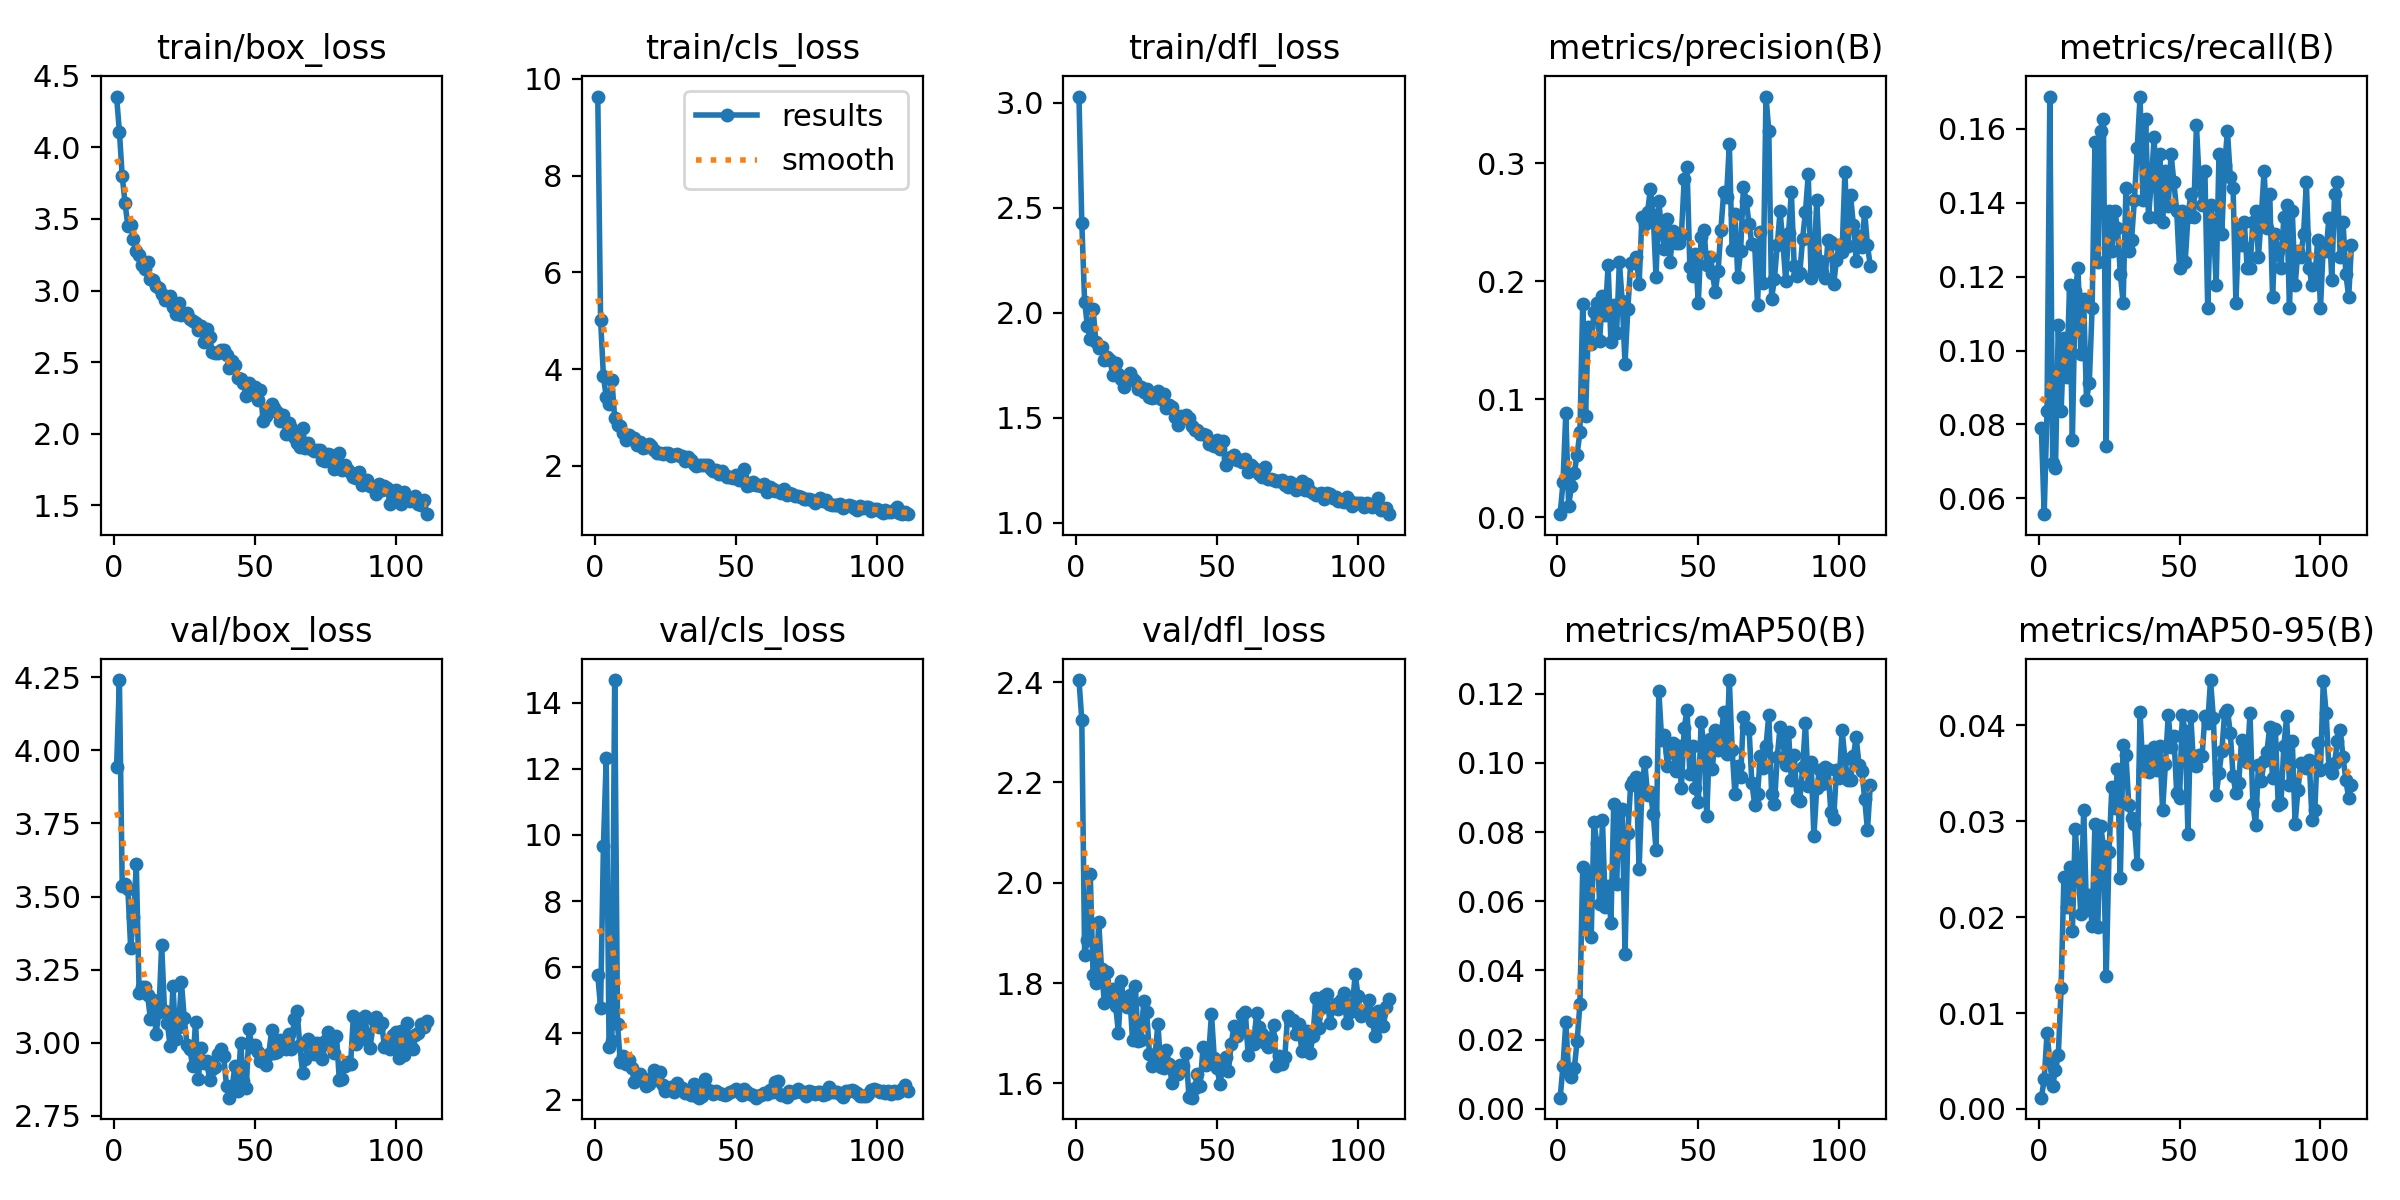 train/box_loss
4.5
4.0
3.5
3.0
2.5
2.0
1.5
0 50 100
train/cls_loss
10
8
6
4
2
results
smooth
0 50 100
train/dfl_loss
3.0
2.5
2.0
1.5
1.0
0 50 100
metrics/precision(B)
0.3
0.2
0.1
0.0
0 50 100
metrics/recall(B)
0.16
0.14
0.12
0.10
0.08
0.06
0 50 100
val/box_loss
4.25
4.00
3.75
3.50
3.25
3.00
2.75
0 50 100
val/cls_loss
14
12
10
8
6
4
2
0 50 100
val/dfl_loss
2.4
2.2
2.0
1.8
1.6
0 50 100
metrics/mAP50(B)
0.12
0.10
0.08
0.06
0.04
0.02
0.00
0 50 100
metrics/mAP50-95(B)
0.04
0.03
0.02
0.01
0.00
0 50 100